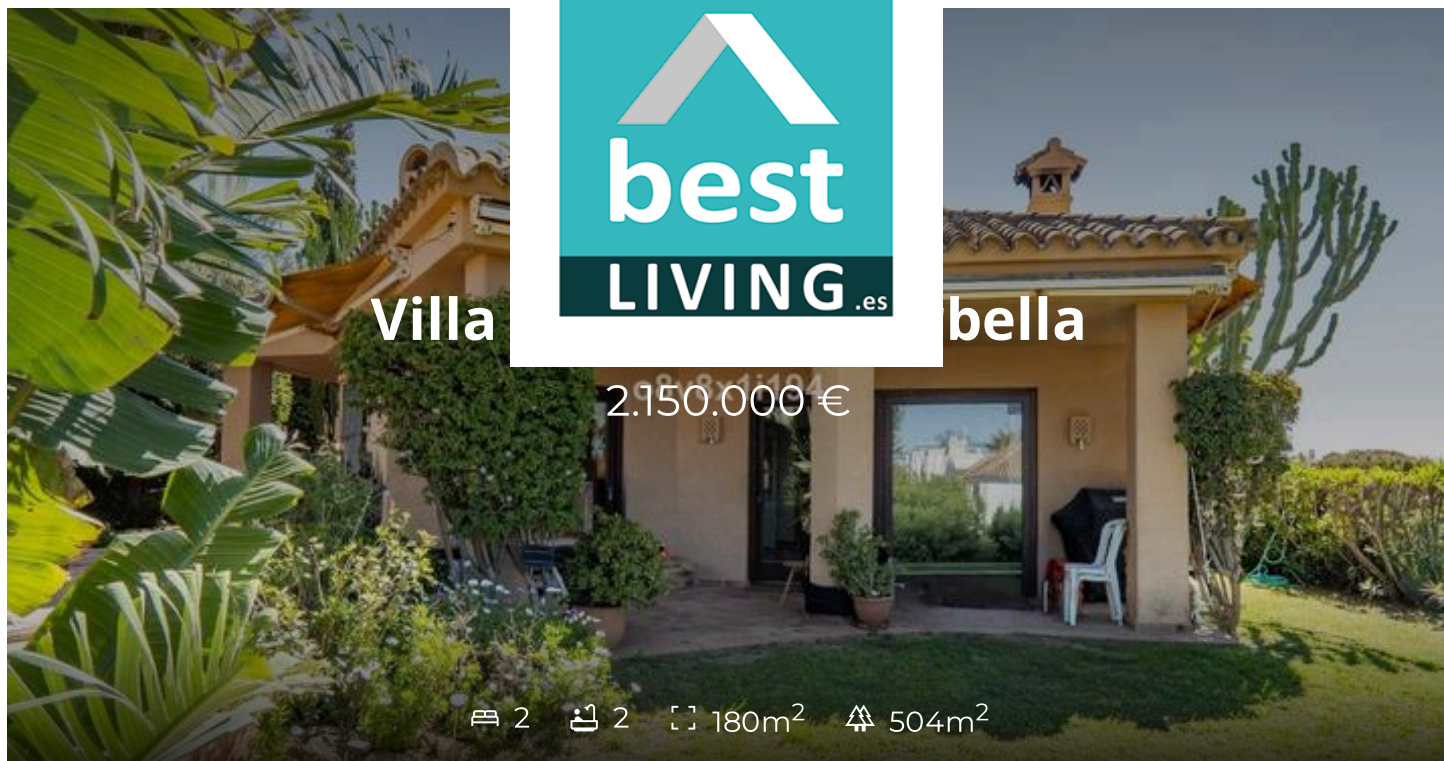 best
LIVING.es
Villa bella
2.150.000 €
2 2 180m² 504m²